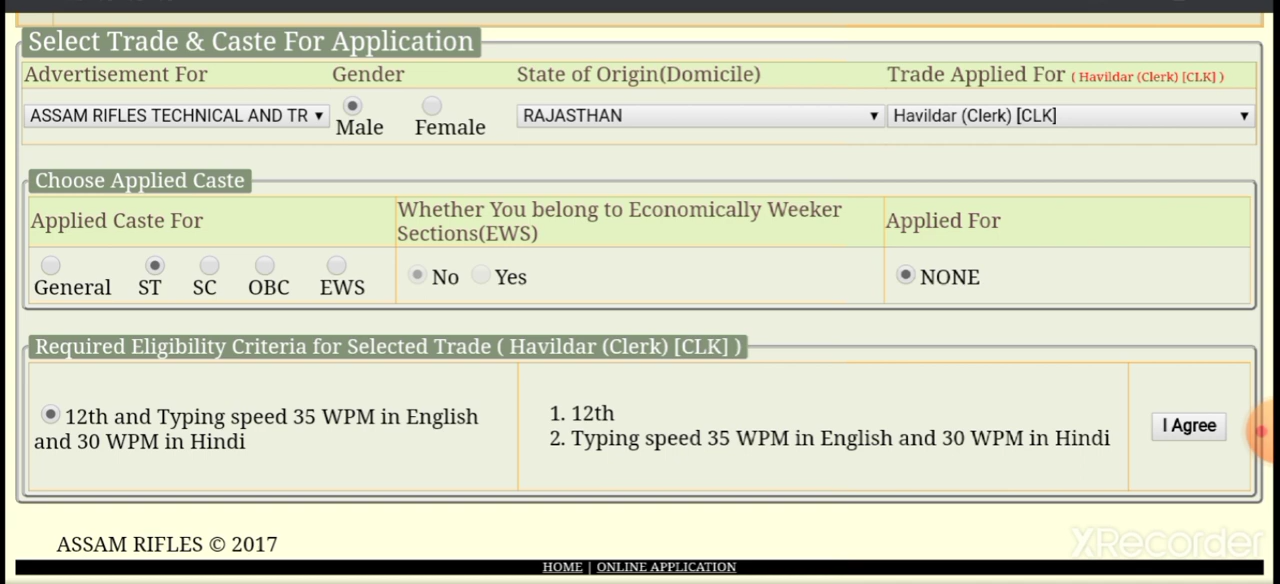 Select Trade & Caste For Application
Advertisement For Gender State of Origin(Domicile) Trade Applied For ( Havildar (Clerk) [CLK] )
ASSAM RIFLES TECHNICAL AND TR Male Female RAJASTHAN Havildar (Clerk) [CLK]
Choose Applied Caste
Applied Caste For
Whether You belong to Economically Weeker
Sections(EWS)
Applied For
General ST SC OBC EWS
No Yes
NONE
Required Eligibility Criteria for Selected Trade ( Havildar (Clerk) [CLK] )
12th and Typing speed 35 WPM in English
and 30 WPM in Hindi
1. 12th
2. Typing speed 35 WPM in English and 30 WPM in Hindi
I Agree
ASSAM RIFLES © 2017
XRecorder
HOME | ONLINE APPLICATION